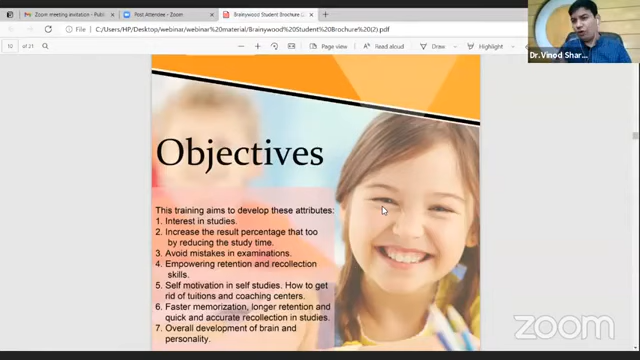 Zoom meeting invitation - Publi
Post Attendee - Zoom
Brainywood Student Brochure (2
C:/Users/HP/Desktop/webinar/webinar%20material/Brainywood%20Student%20Brochure%20(2).pdf
10 of 21
Page view
Read aloud
Highlight
Dr.Vinod Shar...
Objectives
This training aims to develop these attributes:
1. Interest in studies.
2. Increase the result percentage that too
by reducing the study time.
3. Avoid mistakes in examinations.
4. Empowering retention and recollection
skills.
5. Self motivation in self studies. How to get
rid of tuitions and coaching centers.
6. Faster memorization, longer retention and
quick and accurate recollection in studies.
7. Overall development of brain and
personality.
zoom